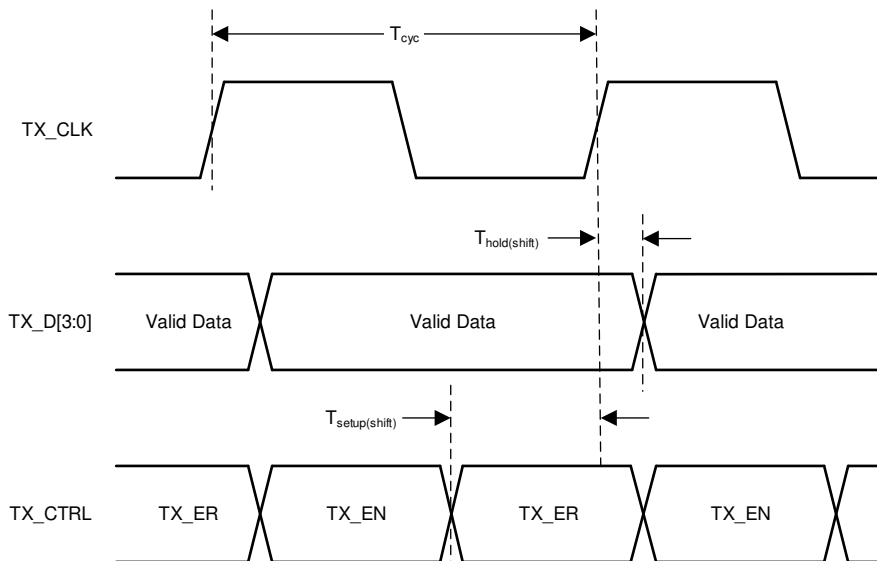 Tcyc
TX_CLK
Thold(shift)
TX_D[3:0]
Valid Data
Valid Data
Valid Data
Tsetup(shift)
TX_CTRL
TX_ER
TX_EN
TX_ER
TX_EN